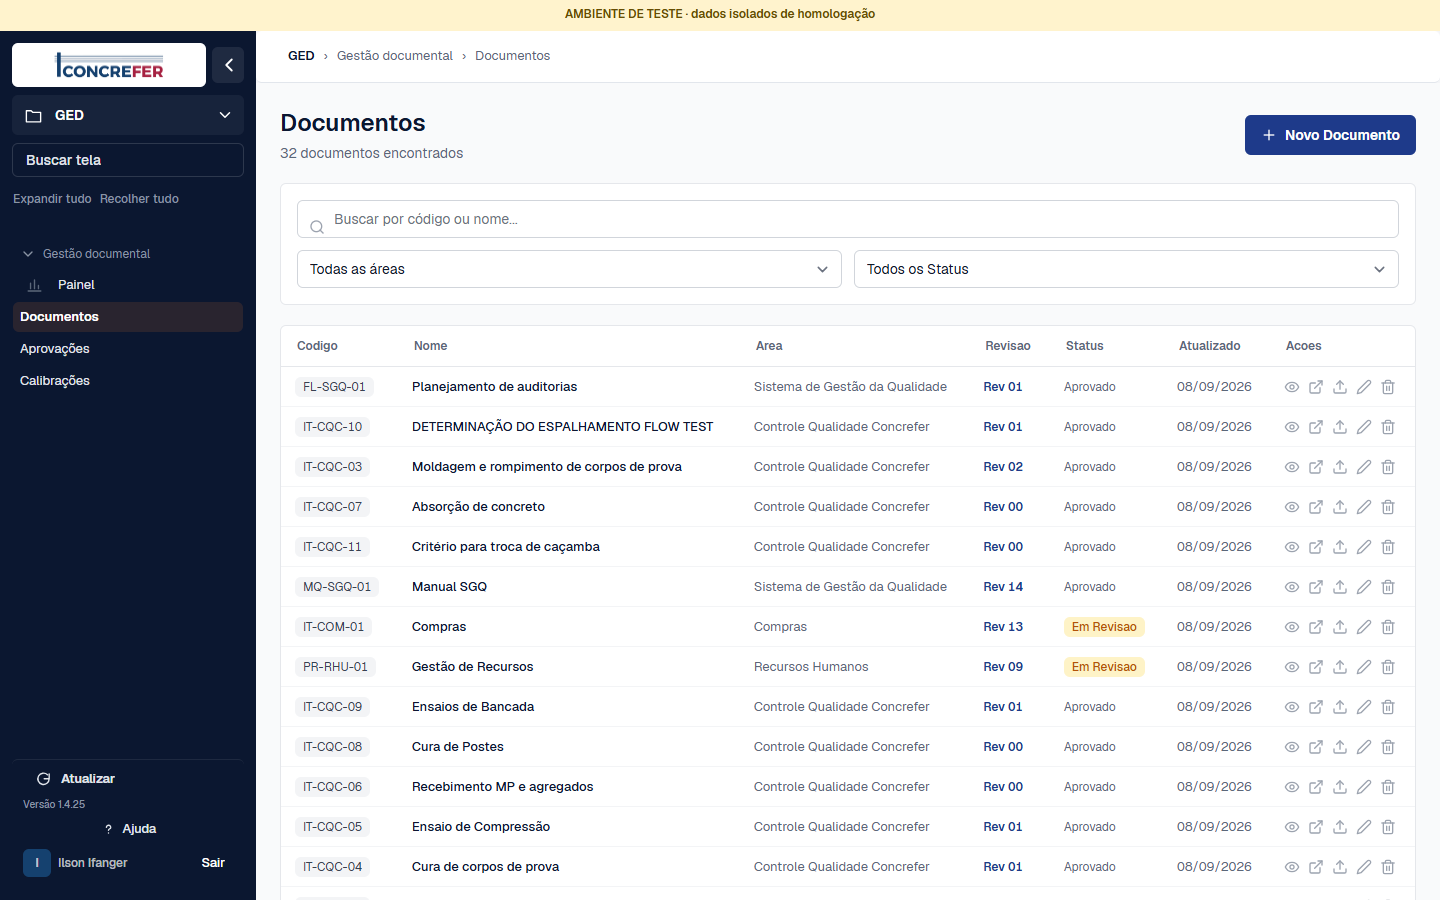 AMBIENTE DE TESTE · dados isolados de homologação
CONCREFER
GED
Buscar tela
Expandir tudo Recolher tudo
Gestão documental
Painel
Documentos
Aprovações
Calibrações
Atualizar
Versão 1.4.25
? Ajuda
I Ilson Ifanger Sair
GED › Gestão documental › Documentos
Documentos
32 documentos encontrados
+ Novo Documento
Buscar por código ou nome...
Todas as áreas Todos os Status
Codigo Nome Area Revisao Status Atualizado Acoes
FL-SGQ-01 Planejamento de auditorias Sistema de Gestão da Qualidade Rev 01 Aprovado 08/09/2026
IT-CQC-10 DETERMINAÇÃO DO ESPALHAMENTO FLOW TEST Controle Qualidade Concrefer Rev 01 Aprovado 08/09/2026
IT-CQC-03 Moldagem e rompimento de corpos de prova Controle Qualidade Concrefer Rev 02 Aprovado 08/09/2026
IT-CQC-07 Absorção de concreto Controle Qualidade Concrefer Rev 00 Aprovado 08/09/2026
IT-CQC-11 Critério para troca de caçamba Controle Qualidade Concrefer Rev 00 Aprovado 08/09/2026
MQ-SGQ-01 Manual SGQ Sistema de Gestão da Qualidade Rev 14 Aprovado 08/09/2026
IT-COM-01 Compras Compras Rev 13 Em Revisao 08/09/2026
PR-RHU-01 Gestão de Recursos Recursos Humanos Rev 09 Em Revisao 08/09/2026
IT-CQC-09 Ensaios de Bancada Controle Qualidade Concrefer Rev 01 Aprovado 08/09/2026
IT-CQC-08 Cura de Postes Controle Qualidade Concrefer Rev 00 Aprovado 08/09/2026
IT-CQC-06 Recebimento MP e agregados Controle Qualidade Concrefer Rev 00 Aprovado 08/09/2026
IT-CQC-05 Ensaio de Compressão Controle Qualidade Concrefer Rev 01 Aprovado 08/09/2026
IT-CQC-04 Cura de corpos de prova Controle Qualidade Concrefer Rev 01 Aprovado 08/09/2026